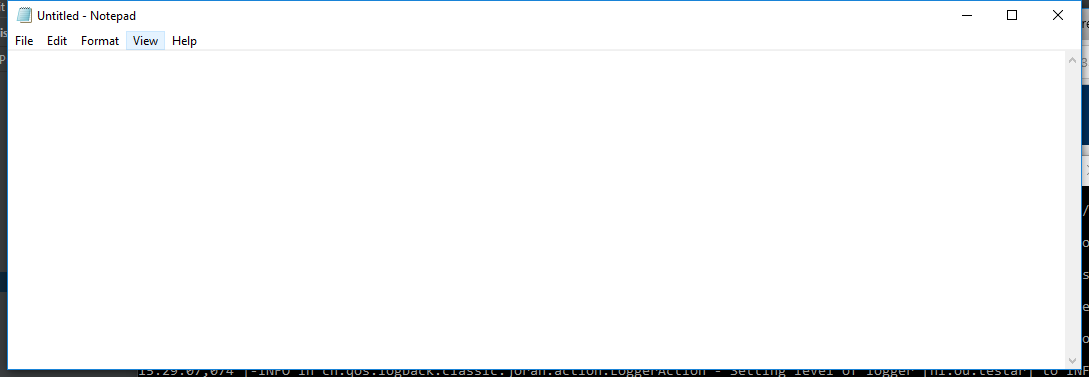 Untitled - Notepad
File Edit Format View Help
15:29:07,074 |-INFO in ch.qos.logback.classic.joran.action.LoggerAction - Setting level of logger [nl.ou.testar] to INF